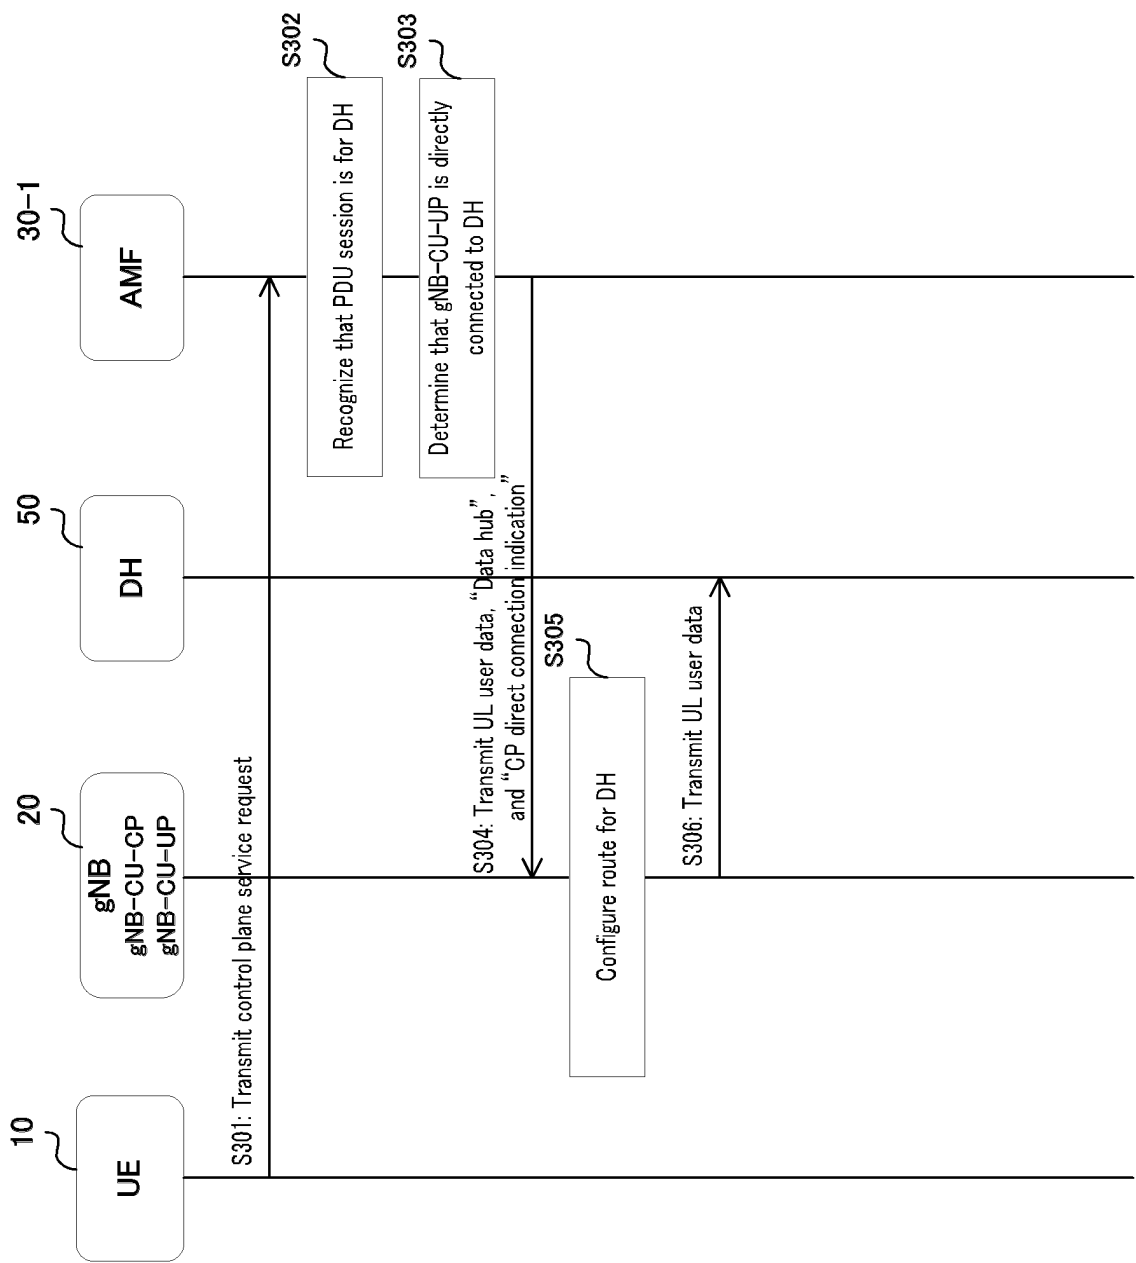 10
20
50
30-1
UE
gNB
gNB-CU-CP
gNB-CU-UP
DH
AMF
S301: Transmit control plane service request
S302
Recognize that PDU session is for DH
S303
Determine that gNB-CU-UP is directly
connected to DH
S304: Transmit UL user data, “Data hub”, ”
and “CP direct connection indication”
S305
Configure route for DH
S306: Transmit UL user data